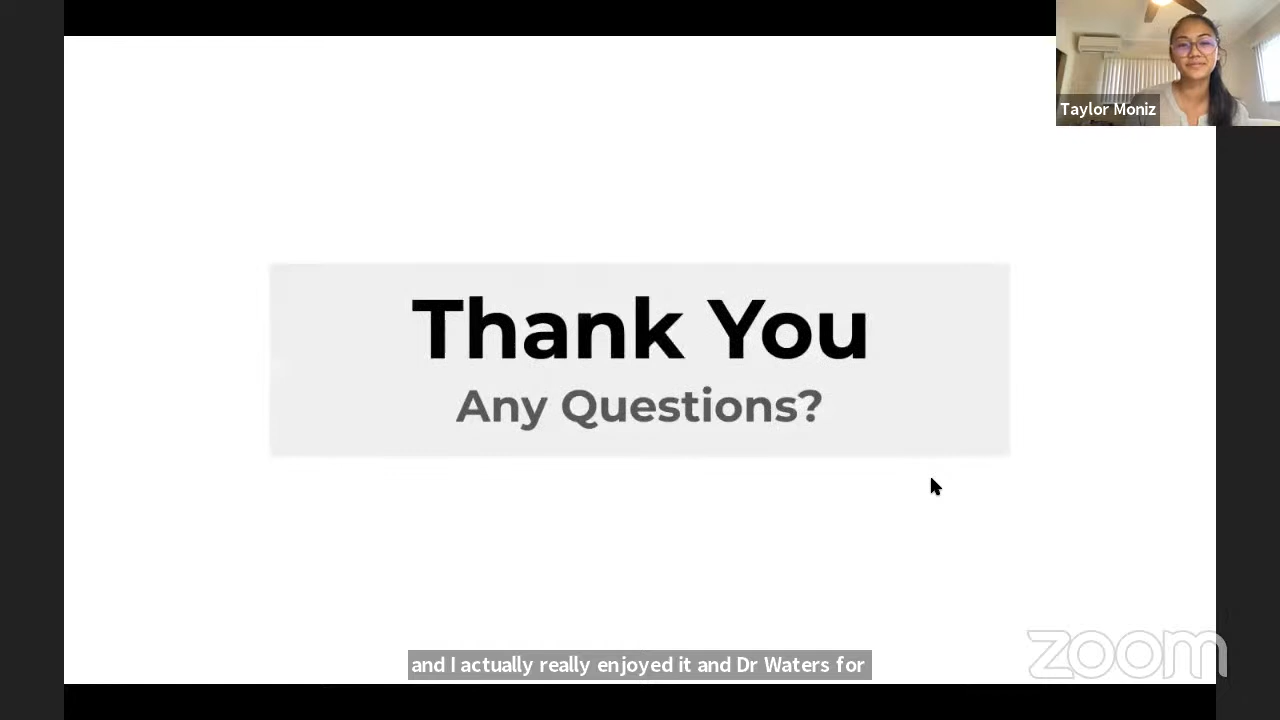 Taylor Moniz
Thank You
Any Questions?
and I actually really enjoyed it and Dr Waters for
zoom